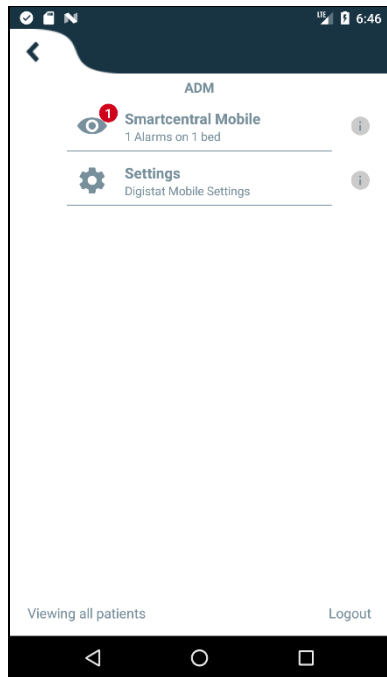 LTE 6:46
ADM
1
Smartcentral Mobile
1 Alarms on 1 bed
i
Settings
Digistat Mobile Settings
i
Viewing all patients Logout